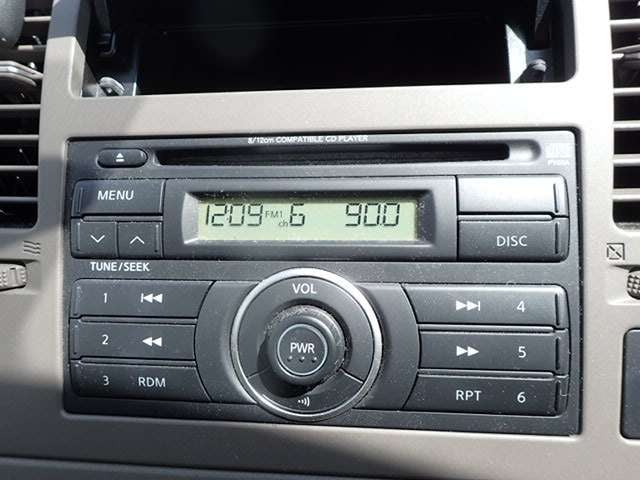 8/12cm COMPATIBLE CD PLAYER
MENU
12:09 FM1 ch 6 90.0
DISC
TUNE/SEEK
VOL
1
4
2
PWR
5
3 RDM
RPT 6